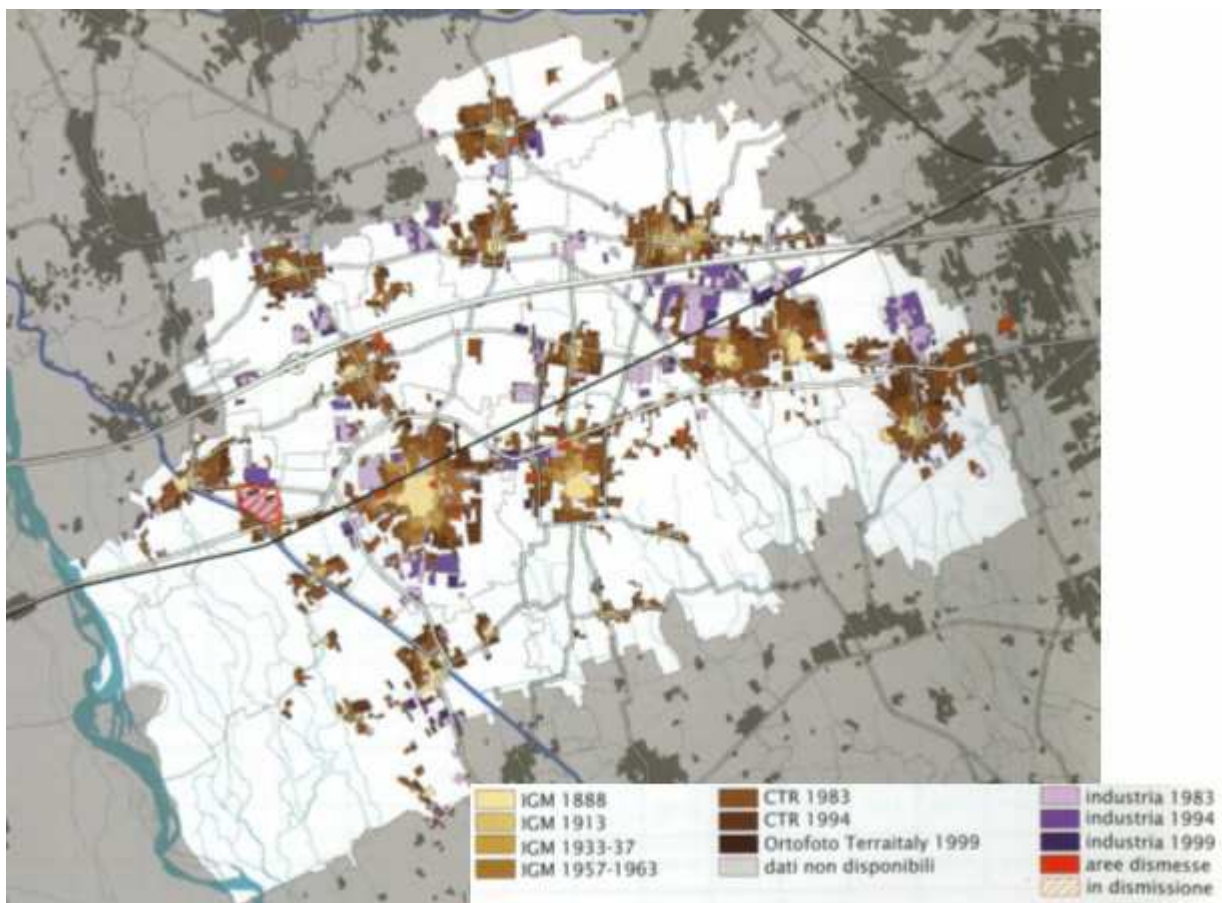 IGM 1888
IGM 1913
IGM 1933-37
IGM 1957-1963
CTR 1983
CTR 1994
Ortofoto Terraitaly 1999
dati non disponibili
industria 1983
industria 1994
industria 1999
aree dismesse
in dismissione